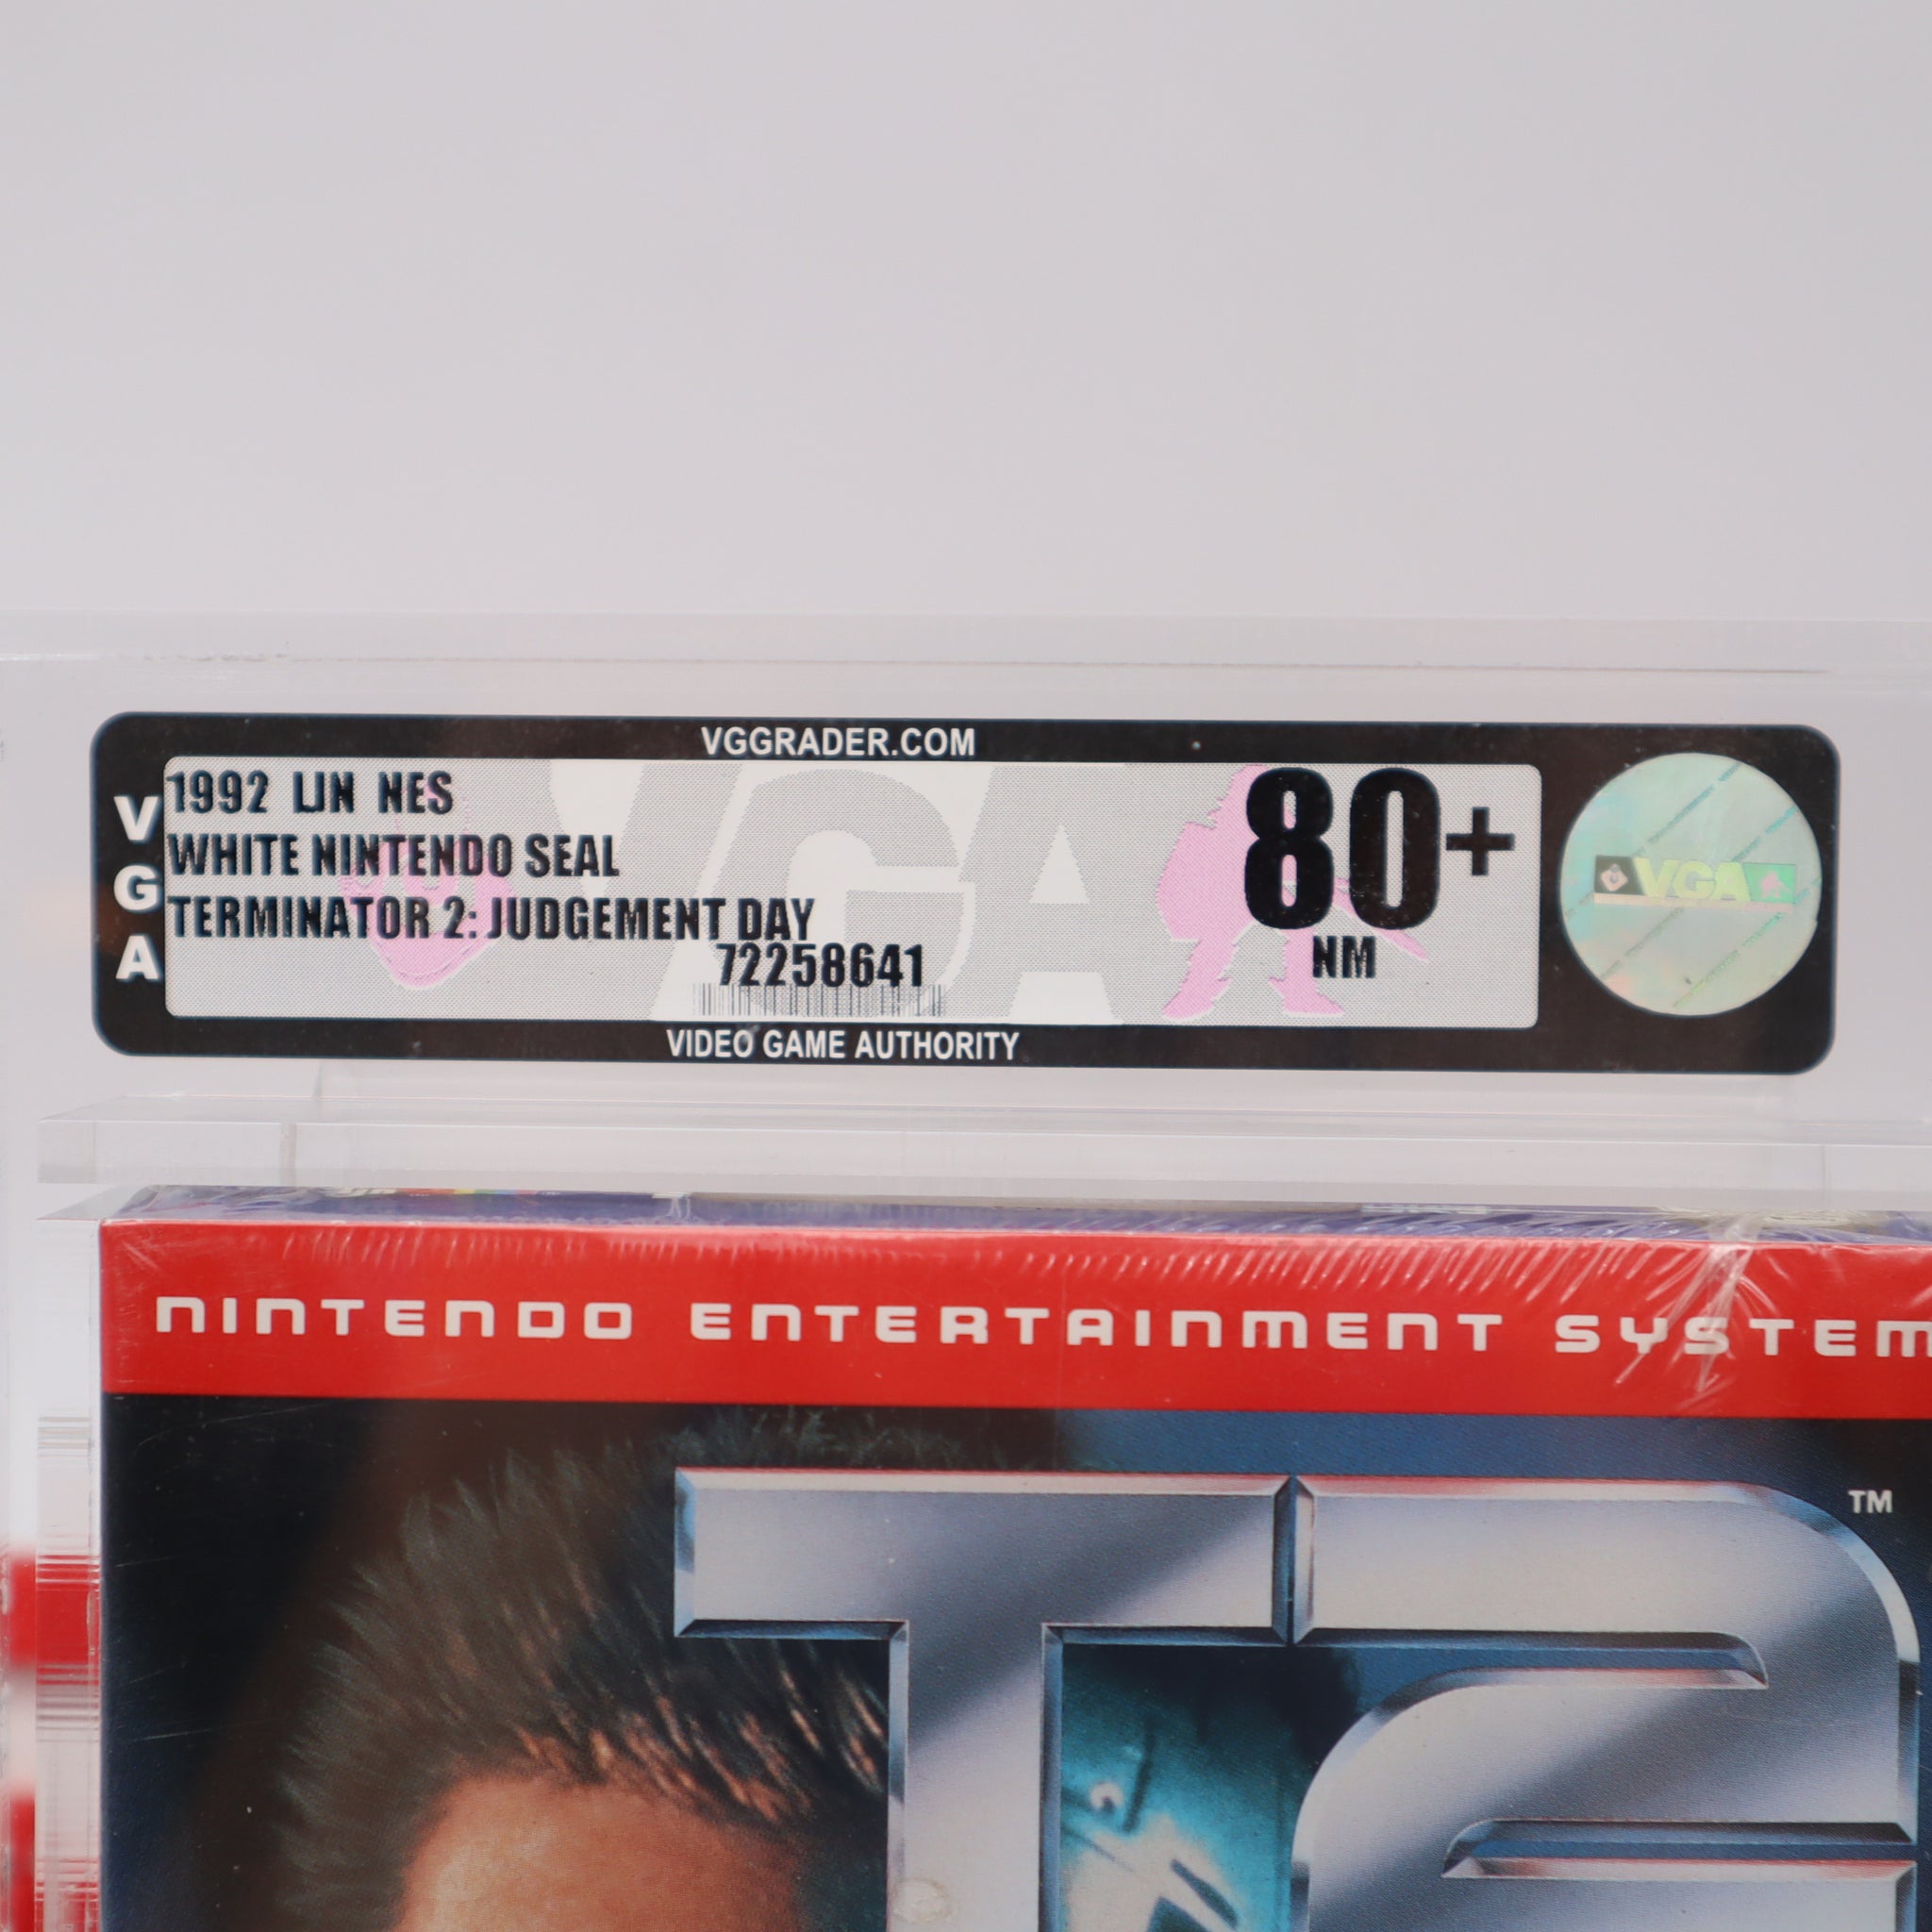 VGGRADER.COM
VGA
1992 LJN NES
WHITE NINTENDO SEAL
TERMINATOR 2: JUDGEMENT DAY
72258641
80+
NM
VGA
VGA
VIDEO GAME AUTHORITY
NINTENDO ENTERTAINMENT SYSTEM
T2
TM